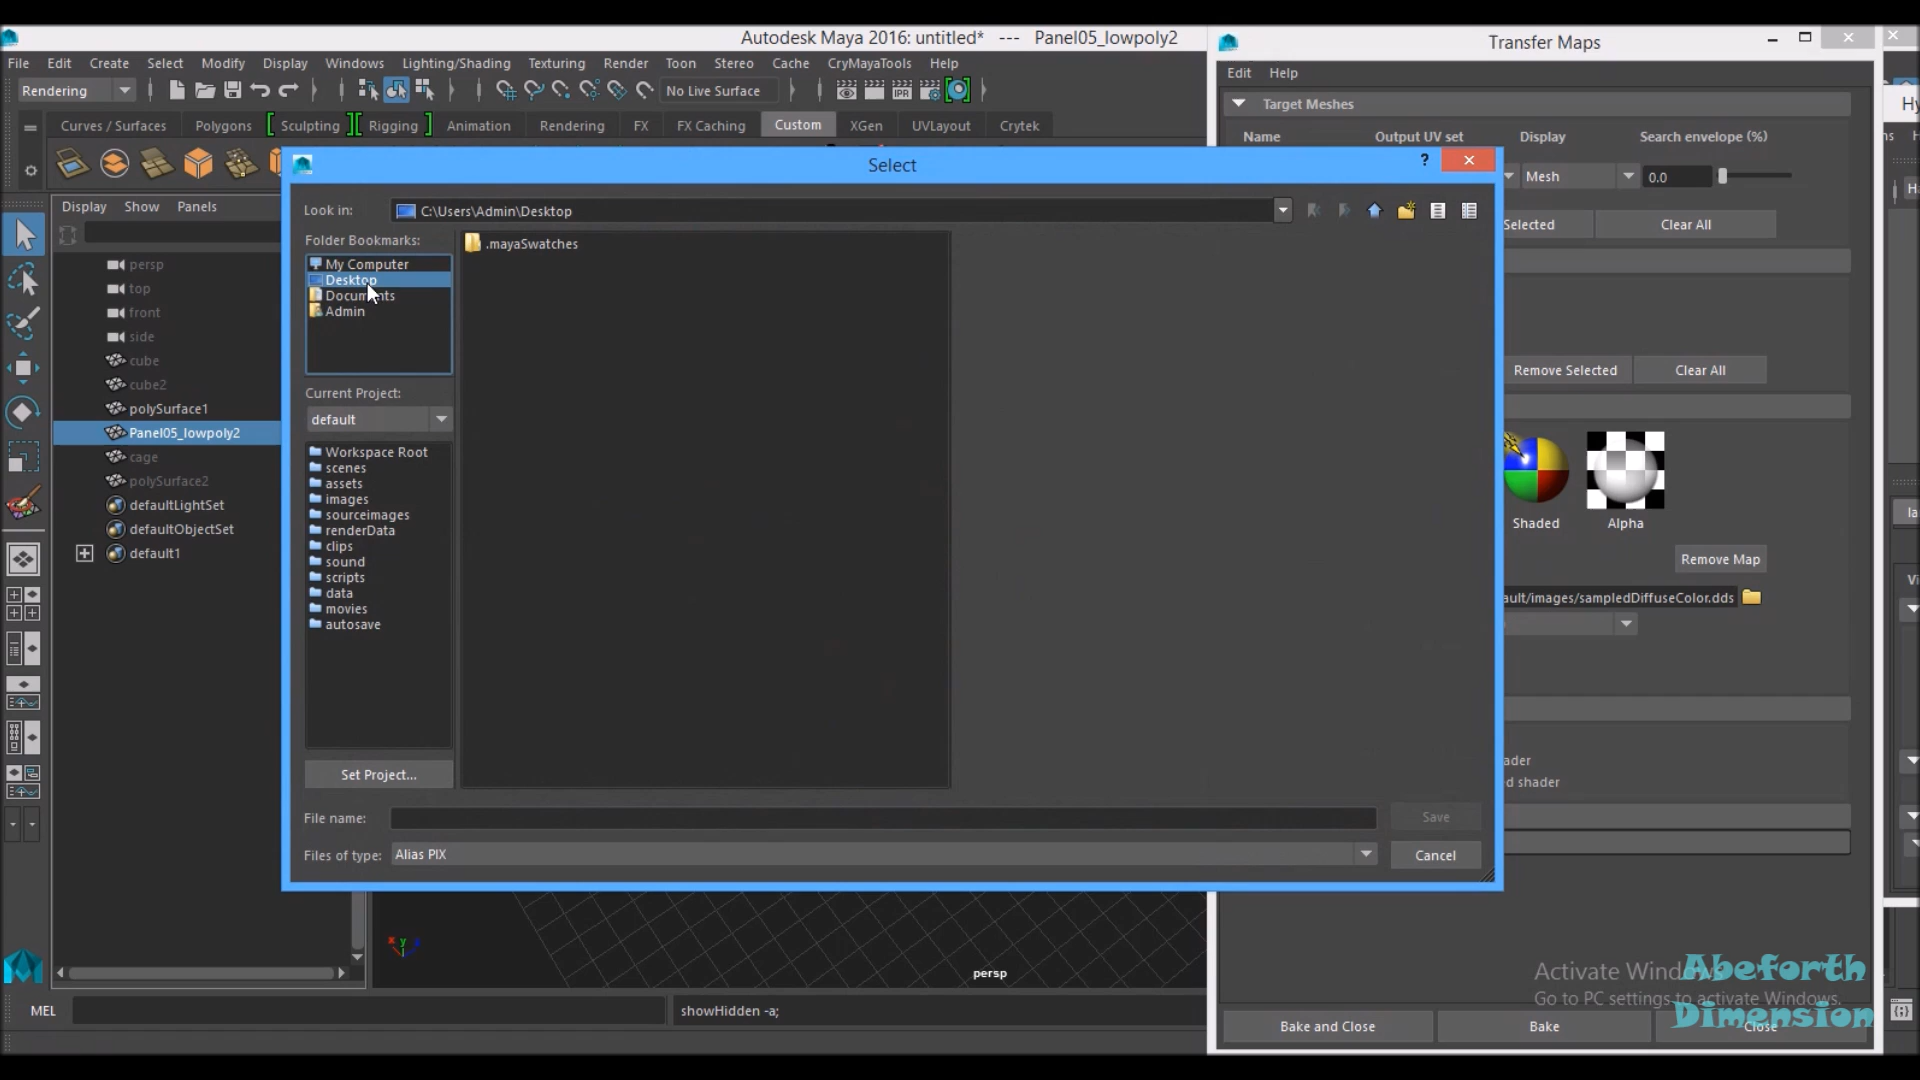 Autodesk Maya 2016: untitled* --- Panel05_lowpoly2
File Edit Create Select Modify Display Windows Lighting/Shading Texturing Render Toon Stereo Cache CryMayaTools Help
Rendering
No Live Surface
Curves / Surfaces Polygons Sculpting Rigging Animation Rendering FX FX Caching Custom XGen UVLayout Crytek
Display Show Panels
persp
top
front
side
cube
cube2
polySurface1
Panel05_lowpoly2
cage
polySurface2
defaultLightSet
defaultObjectSet
default1
Select
?
Look in: C:\Users\Admin\Desktop
Folder Bookmarks:
My Computer
Desktop
Documents
Admin
.mayaSwatches
Current Project:
default
Workspace Root
scenes
assets
images
sourceimages
renderData
clips
sound
scripts
data
movies
autosave
Set Project...
File name:
Save
Files of type: Alias PIX
Cancel
persp
MEL
showHidden -a;
Transfer Maps
Edit Help
Target Meshes
Name Output UV set Display Search envelope (%)
Mesh 0.0
Selected Clear All
Remove Selected Clear All
Shaded Alpha
Remove Map
ault/images/sampledDiffuseColor.dds
ader
d shader
Activate Windows
Go to PC settings to activate Windows.
Abeforth
Dimension
Bake and Close Bake Close
Hy